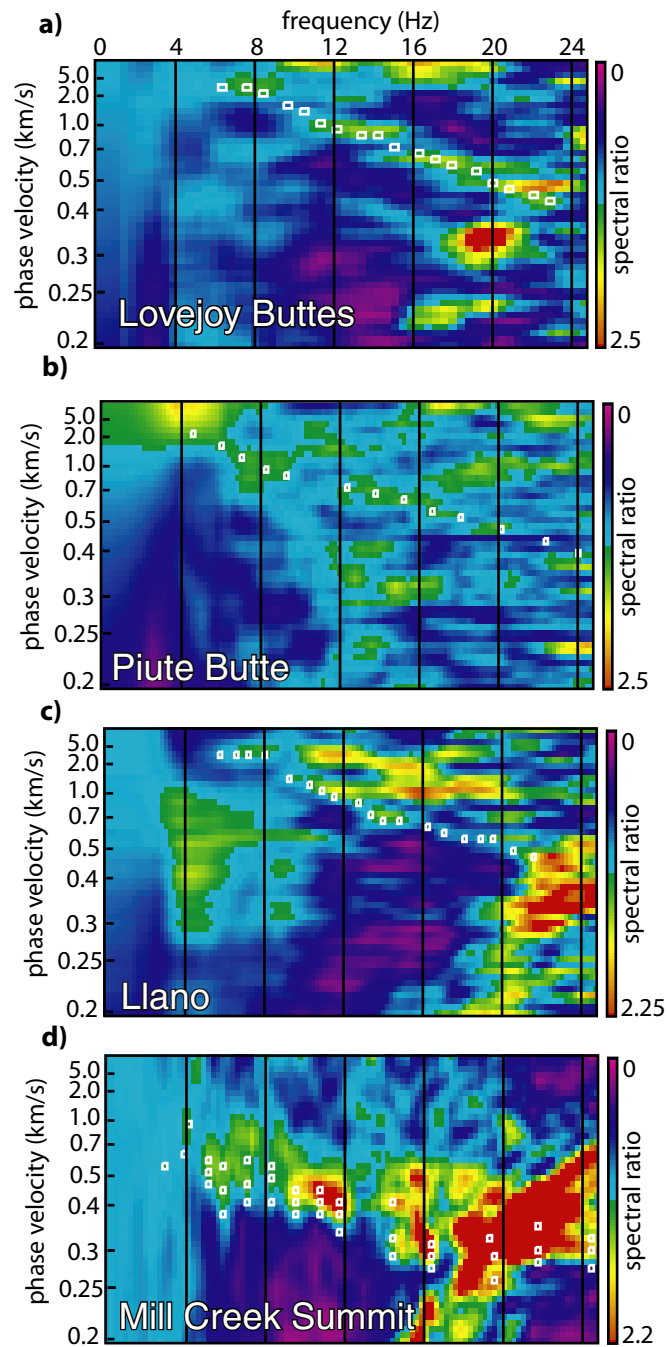 frequency (Hz)
a)
0 4 8 12 16 20 24
5.0
2.0
1.0
0.7
0.5
0.4
0.3
0.25
0.2
phase velocity (km/s)
Lovejoy Buttes
0
spectral ratio
2.5
b)
5.0
2.0
1.0
0.7
0.5
0.4
0.3
0.25
0.2
phase velocity (km/s)
Piute Butte
0
spectral ratio
2.5
c)
5.0
2.0
1.0
0.7
0.5
0.4
0.3
0.25
0.2
phase velocity (km/s)
Llano
0
spectral ratio
2.25
d)
5.0
2.0
1.0
0.7
0.5
0.4
0.3
0.25
0.2
phase velocity (km/s)
Mill Creek Summit
0
spectral ratio
2.2